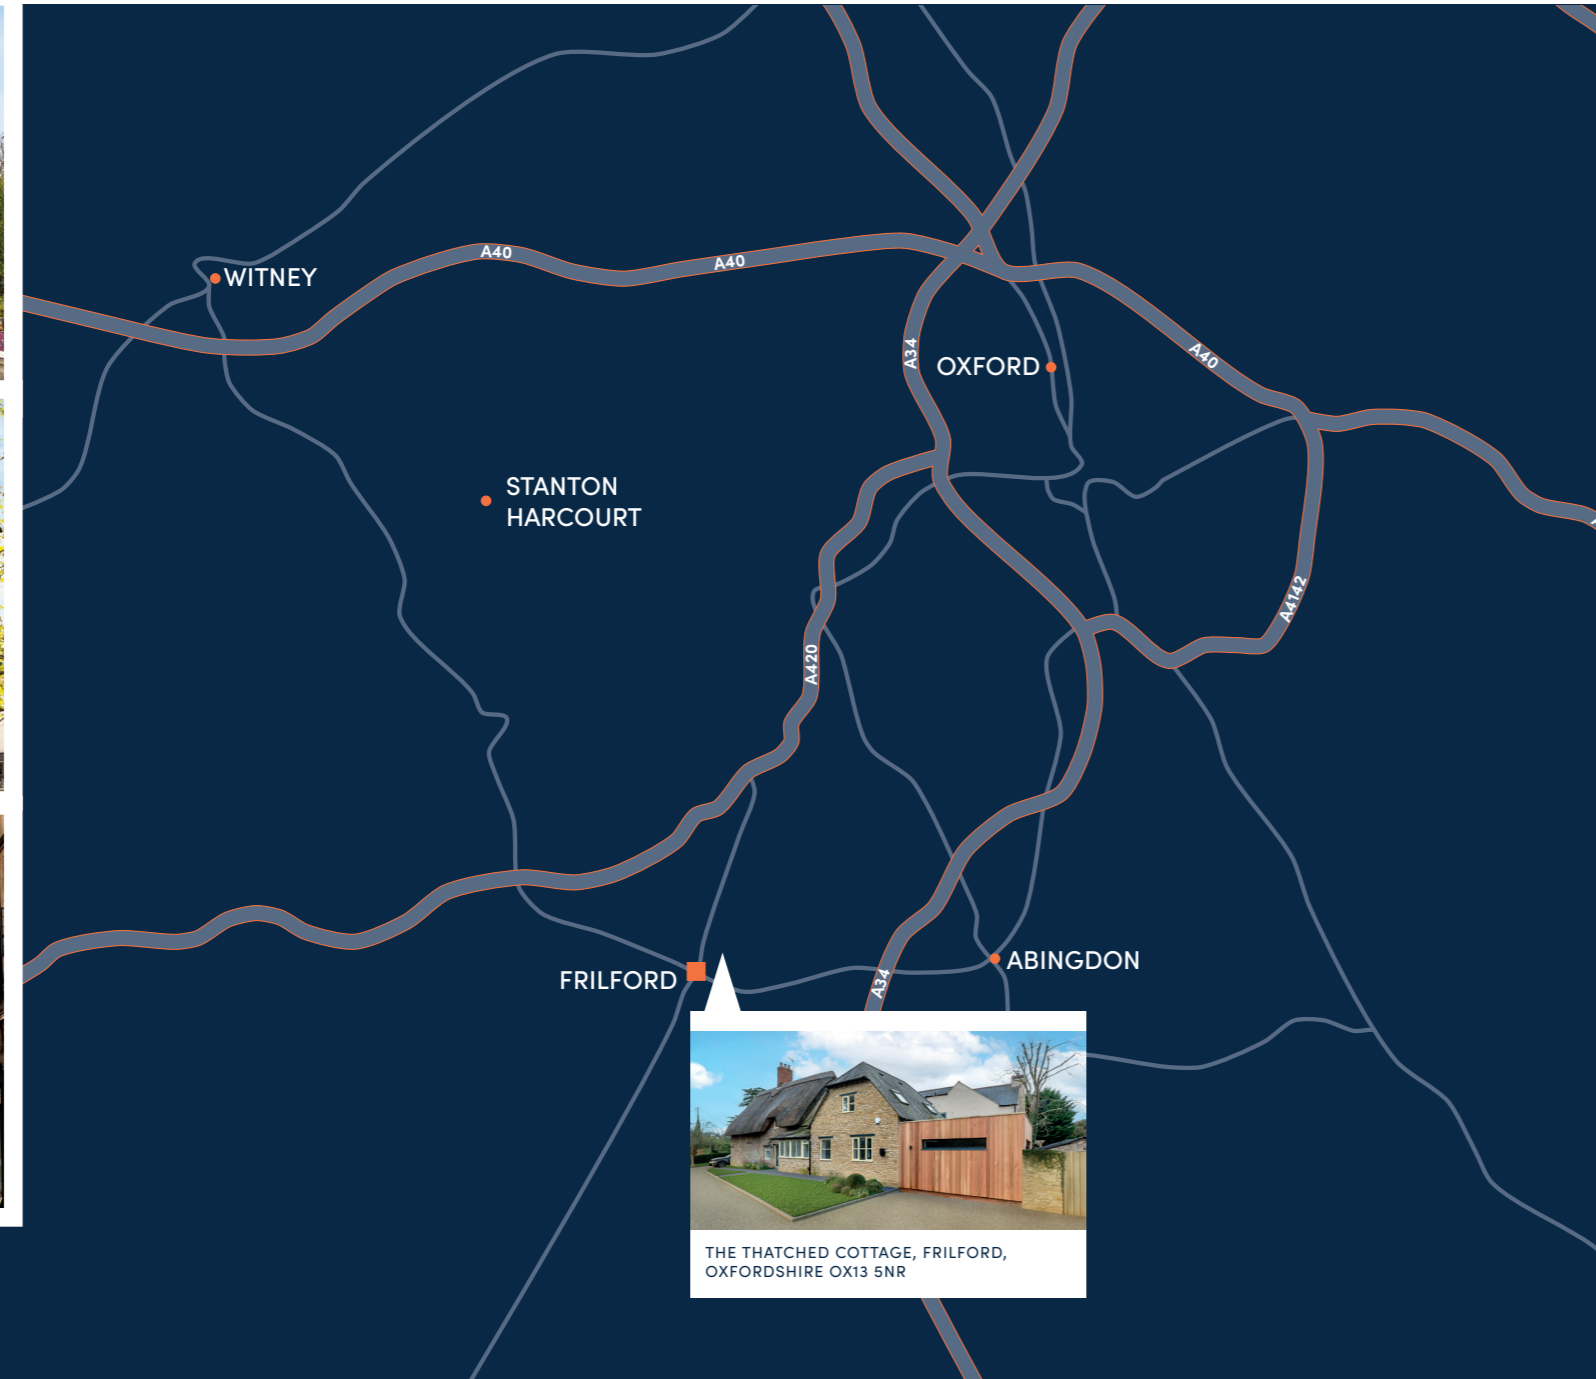 A40
A40
WITNEY
A34
OXFORD
A40
STANTON
HARCOURT
A4142
A420
FRILFORD
ABINGDON
A34
THE THATCHED COTTAGE, FRILFORD,
OXFORDSHIRE OX13 5NR